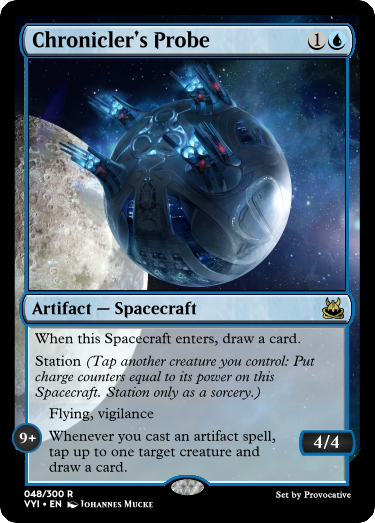 Chronicler's Probe 1
Artifact — Spacecraft
When this Spacecraft enters, draw a card.
Station (Tap another creature you control: Put
charge counters equal to its power on this
Spacecraft. Station only as a sorcery.)
Flying, vigilance
9+
Whenever you cast an artifact spell,
tap up to one target creature and
draw a card.
4/4
048/300 R
VYI • EN Johannes Mucke
Set by Provocative